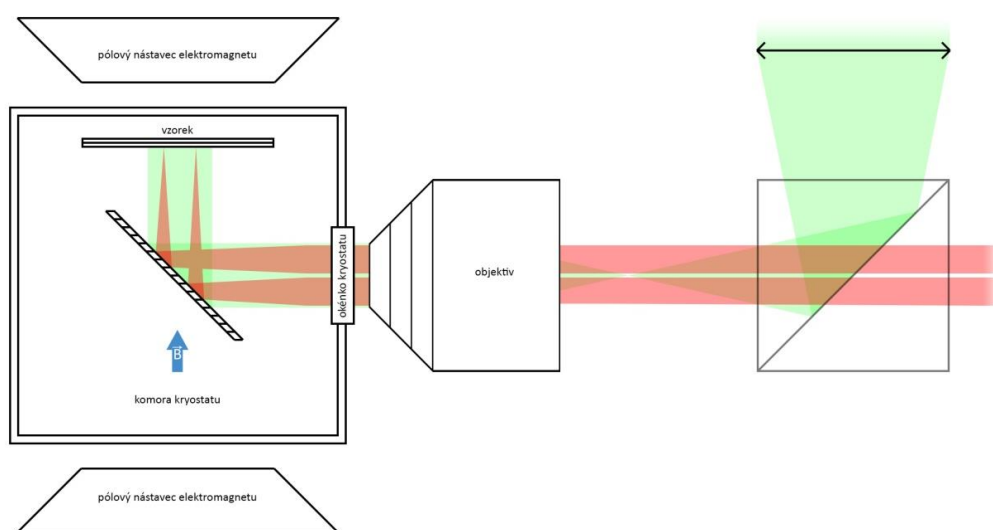 pólový nástavec elektromagnetu
vzorek
okénko kryostatu
objektiv
B
komora kryostatu
pólový nástavec elektromagnetu